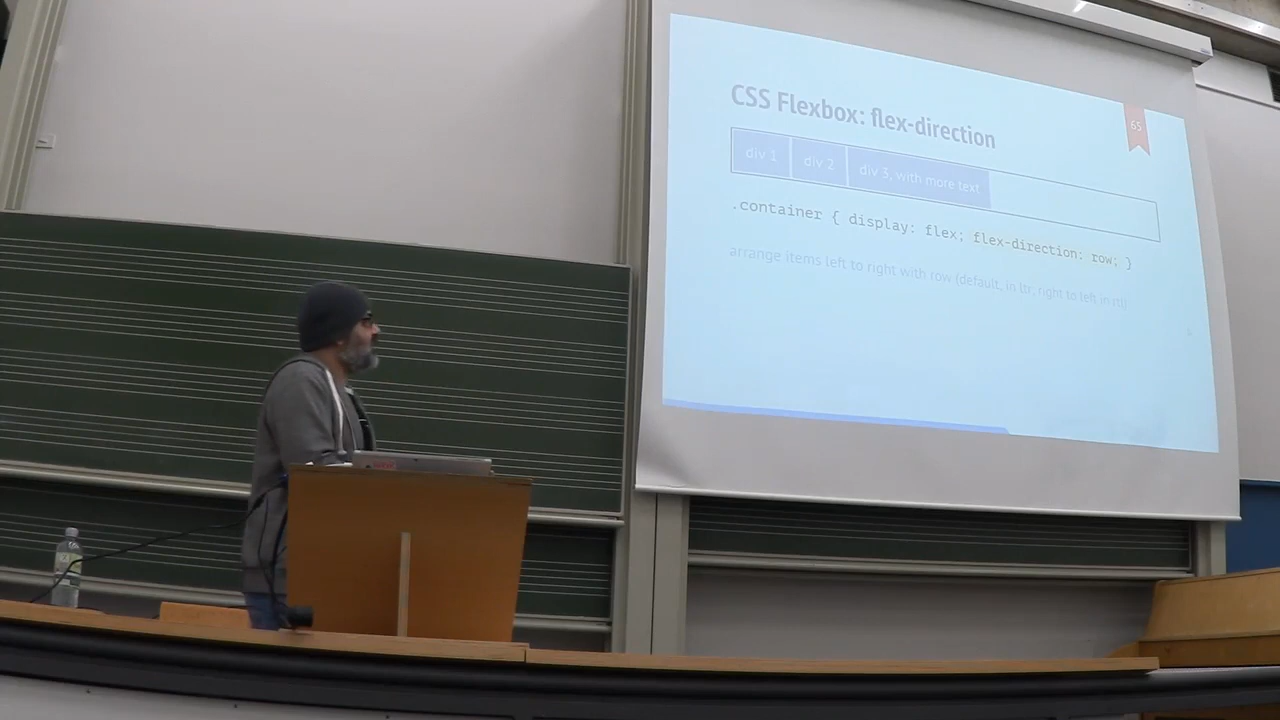 CSS Flexbox: flex-direction
65
div 1
div 2
div 3, with more text
.container { display: flex; flex-direction: row; }
arrange items left to right with row (default, in ltr, right to left in rtl)